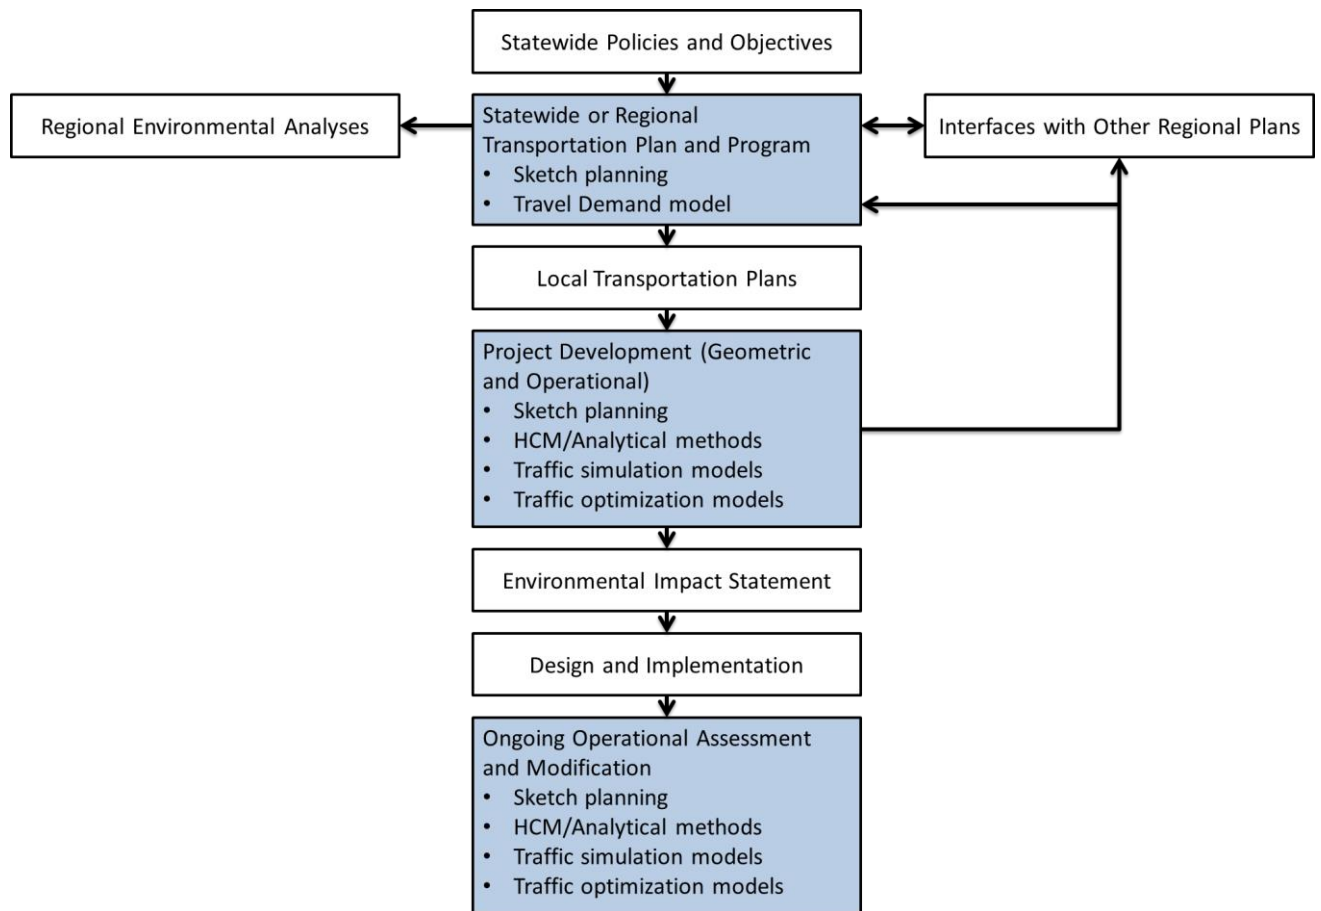 Statewide Policies and Objectives
Regional Environmental Analyses
Statewide or Regional
Transportation Plan and Program
• Sketch planning
• Travel Demand model
Interfaces with Other Regional Plans
Local Transportation Plans
Project Development (Geometric
and Operational)
• Sketch planning
• HCM/Analytical methods
• Traffic simulation models
• Traffic optimization models
Environmental Impact Statement
Design and Implementation
Ongoing Operational Assessment
and Modification
• Sketch planning
• HCM/Analytical methods
• Traffic simulation models
• Traffic optimization models